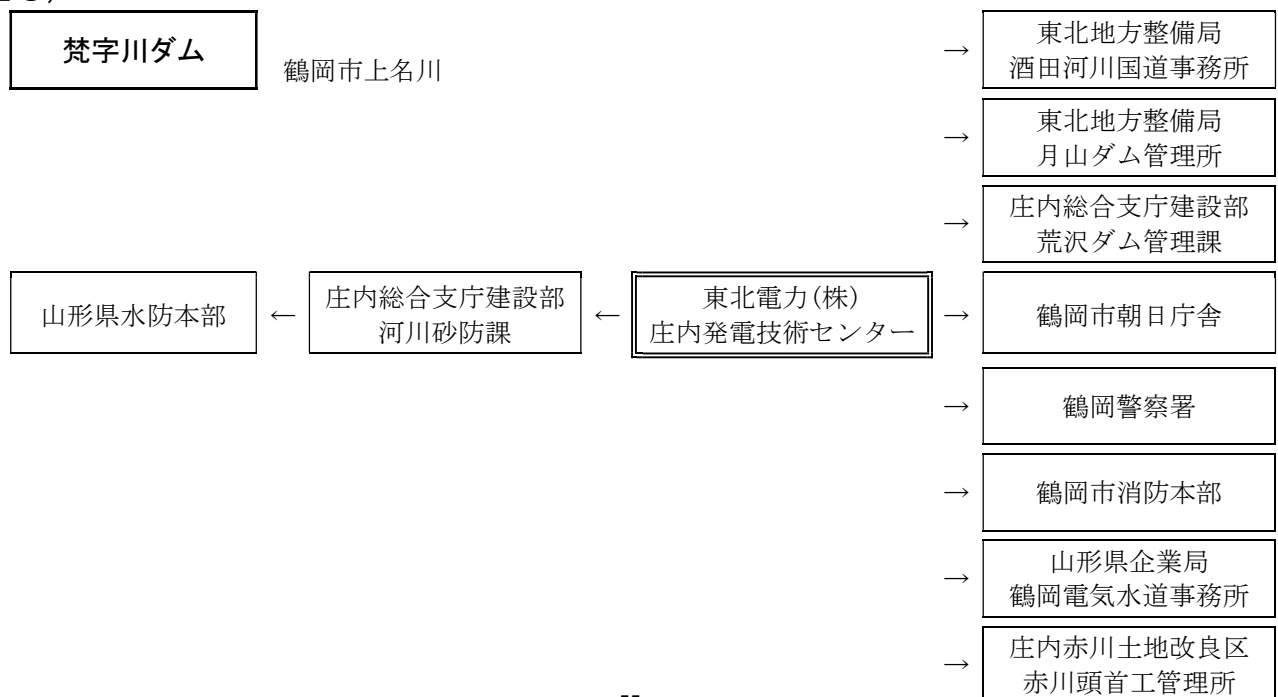 梵字川ダム
鶴岡市上名川
→
東北地方整備局
酒田河川国道事務所
→
東北地方整備局
月山ダム管理所
→
庄内総合支庁建設部
荒沢ダム管理課
山形県水防本部
←
庄内総合支庁建設部
河川砂防課
←
東北電力(株)
庄内発電技術センター
→
鶴岡市朝日庁舎
→
鶴岡警察署
→
鶴岡市消防本部
→
山形県企業局
鶴岡電気水道事務所
→
庄内赤川土地改良区
赤川頭首工管理所